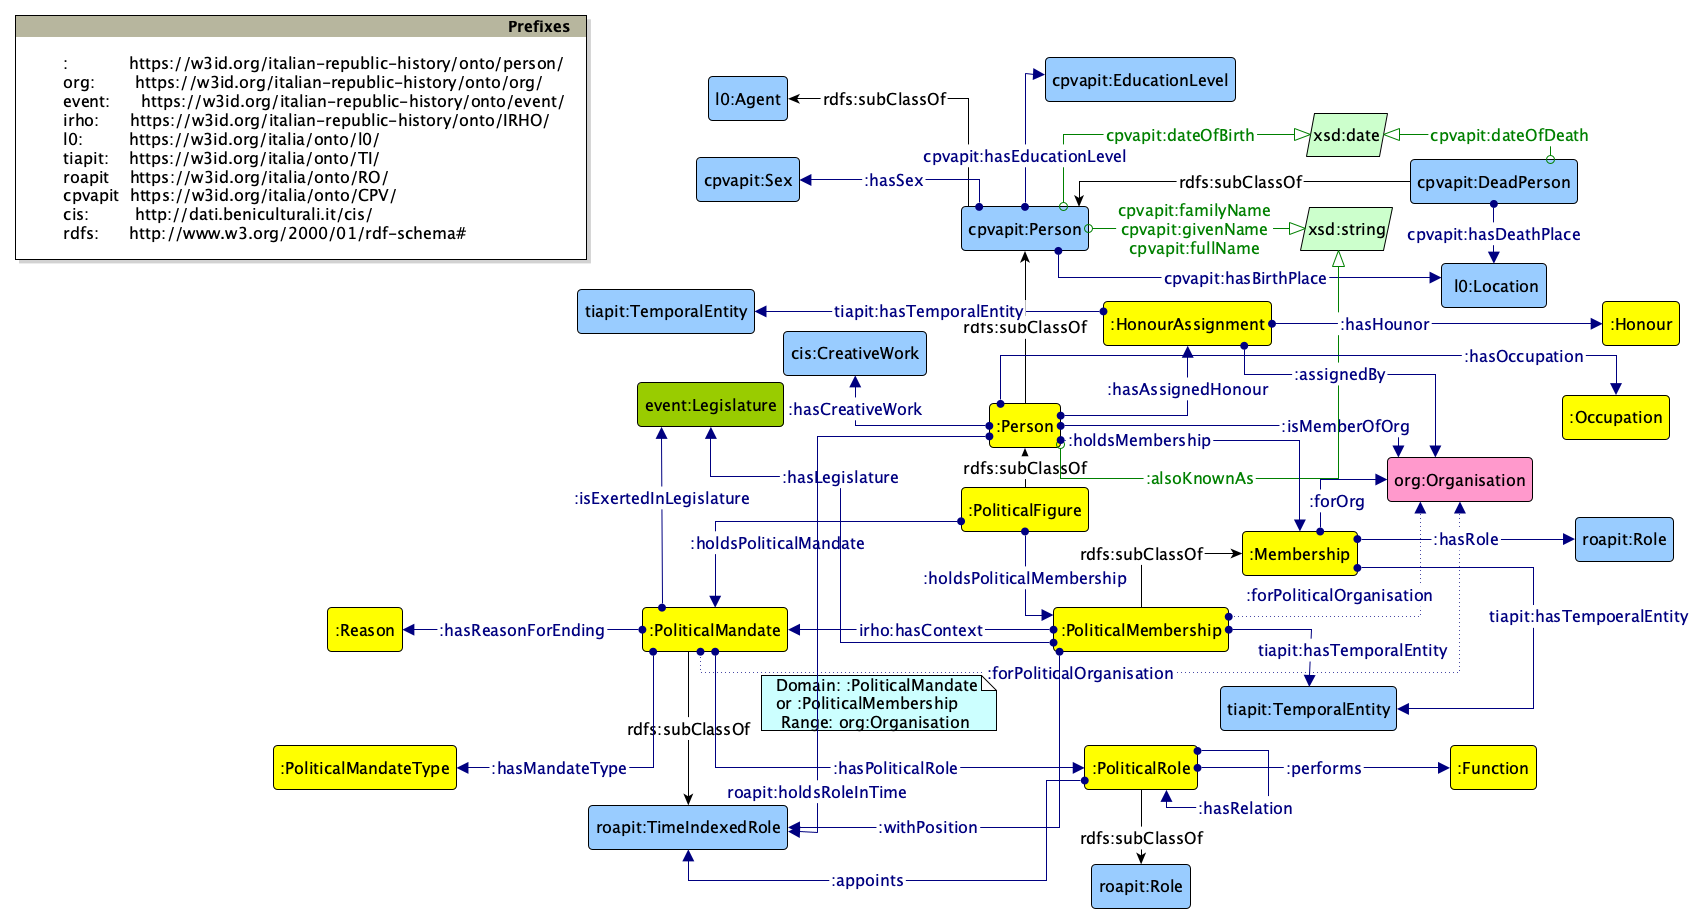 Prefixes
: https://w3id.org/italian-republic-history/onto/person/
org: https://w3id.org/italian-republic-history/onto/org/
event: https://w3id.org/italian-republic-history/onto/event/
irho: https://w3id.org/italian-republic-history/onto/IRHO/
l0: https://w3id.org/italia/onto/l0/
tiapit: https://w3id.org/italia/onto/TI/
roapit https://w3id.org/italia/onto/RO/
cpvapit https://w3id.org/italia/onto/CPV/
cis: http://dati.beniculturali.it/cis/
rdfs: http://www.w3.org/2000/01/rdf-schema#
cpvapit:EducationLevel
l0:Agent
rdfs:subClassOf
cpvapit:dateOfBirth
xsd:date
cpvapit:dateOfDeath
cpvapit:hasEducationLevel
cpvapit:Sex
:hasSex
rdfs:subClassOf
cpvapit:DeadPerson
cpvapit:familyName
cpvapit:givenName
cpvapit:fullName
cpvapit:Person
xsd:string
cpvapit:hasDeathPlace
cpvapit:hasBirthPlace
l0:Location
tiapit:TemporalEntity
tiapit:hasTemporalEntity
rdfs:subClassOf
:HonourAssignment
:hasHounor
:Honour
cis:CreativeWork
:hasOccupation
:assignedBy
:hasAssignedHonour
event:Legislature
:hasCreativeWork
:Occupation
:Person
:isMemberOfOrg
:holdsMembership
rdfs:subClassOf
:hasLegislature
:alsoKnownAs
org:Organisation
:isExertedInLegislature
:forOrg
:PoliticalFigure
:holdsPoliticalMandate
rdfs:subClassOf
:Membership
:hasRole
roapit:Role
:holdsPoliticalMembership
:forPoliticalOrganisation
tiapit:hasTempoeralEntity
:Reason
:hasReasonForEnding
:PoliticalMandate
irho:hasContext
:PoliticalMembership
tiapit:hasTemporalEntity
:forPoliticalOrganisation
Domain: :PoliticalMandate
or :PoliticalMembership
Range: org:Organisation
tiapit:TemporalEntity
rdfs:subClassOf
:PoliticalMandateType
:hasMandateType
:hasPoliticalRole
:PoliticalRole
:performs
:Function
roapit:holdsRoleInTime
:hasRelation
roapit:TimeIndexedRole
:withPosition
rdfs:subClassOf
:appoints
roapit:Role